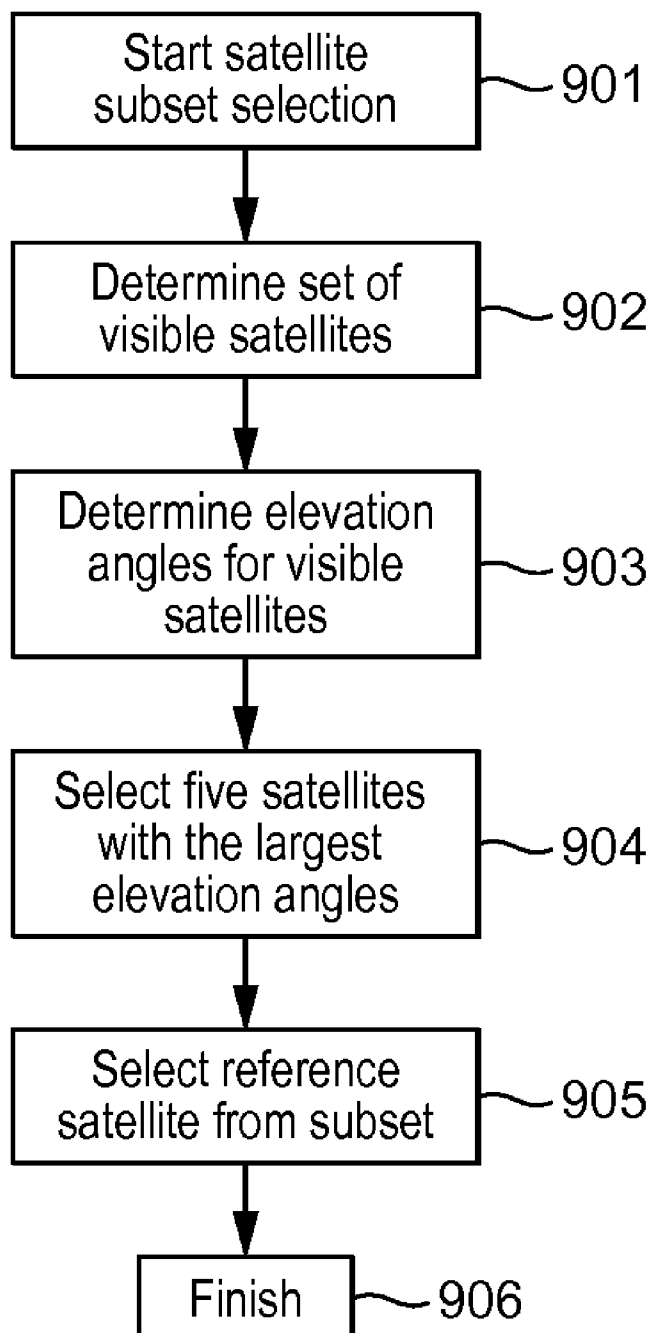 Start satellite
subset selection
901
Determine set of
visible satellites
902
Determine elevation
angles for visible
satellites
903
Select five satellites
with the largest
elevation angles
904
Select reference
satellite from subset
905
Finish
906